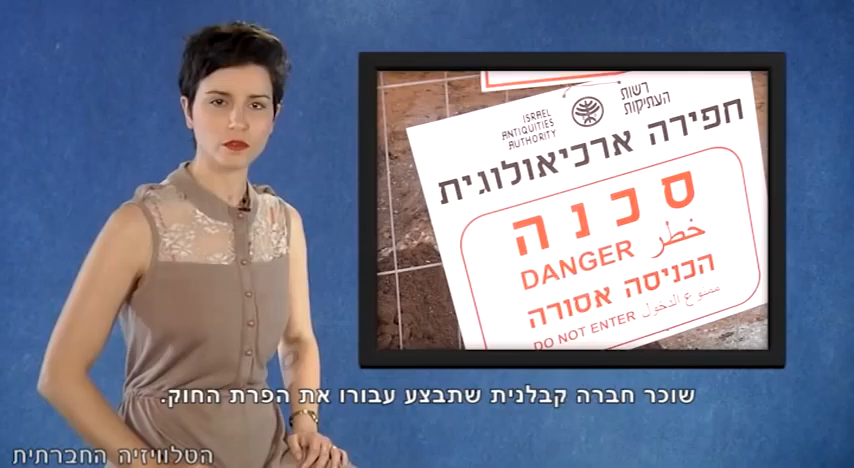 ISRAEL
ANTIQUITIES
AUTHORITY
רשות
העתיקות
חפירה ארכיאולוגית
סכנה
DANGER خطر
הכניסה אסורה
DO NOT ENTER ممنوع الدخول
שוכר חברה קבלנית שתבצע עבורו את הפרת החוק.
הטלוויזיה החברתית